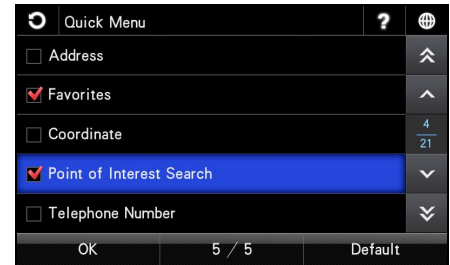 Quick Menu ?
Address
Favorites
Coordinate
4
21
Point of Interest Search
Telephone Number
OK 5 / 5 Default